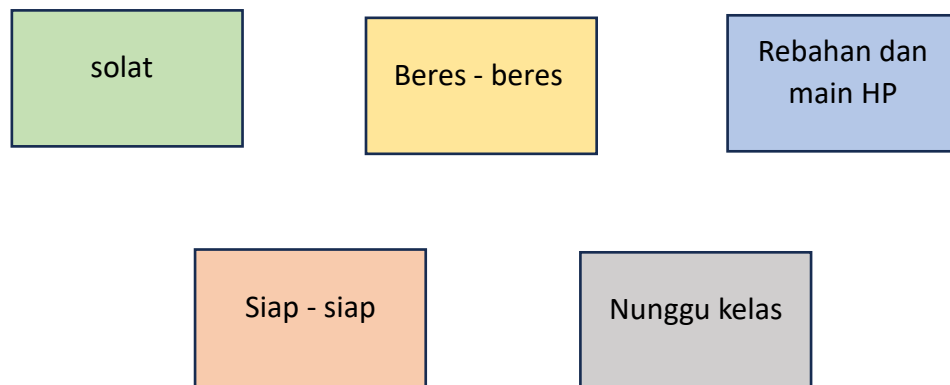 solat
Beres - beres
Rebahan dan
main HP
Siap - siap
Nunggu kelas